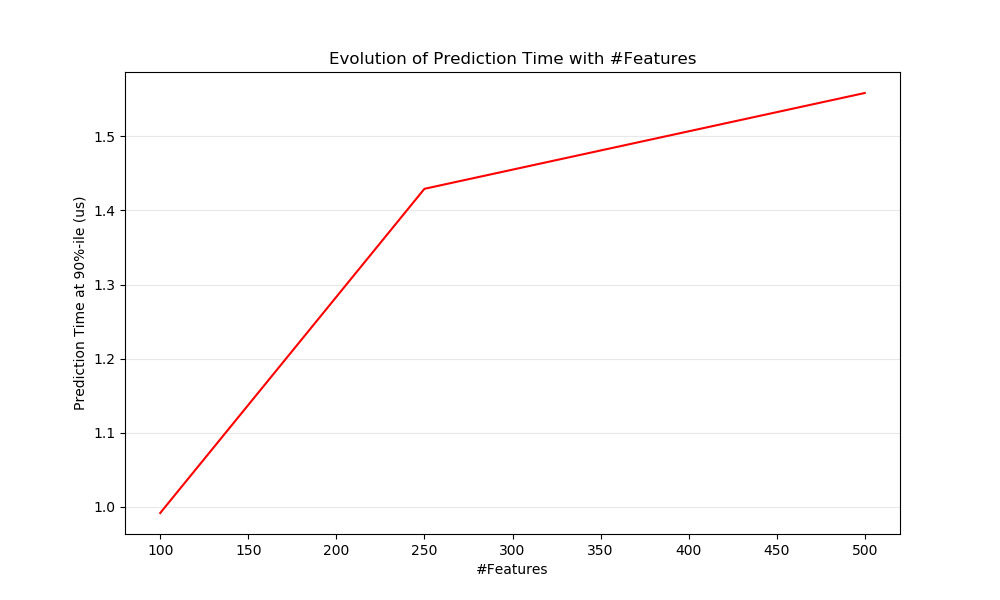 Evolution of Prediction Time with #Features
Prediction Time at 90%-ile (us)
1.5
1.4
1.3
1.2
1.1
1.0
100 150 200 250 300 350 400 450 500
#Features